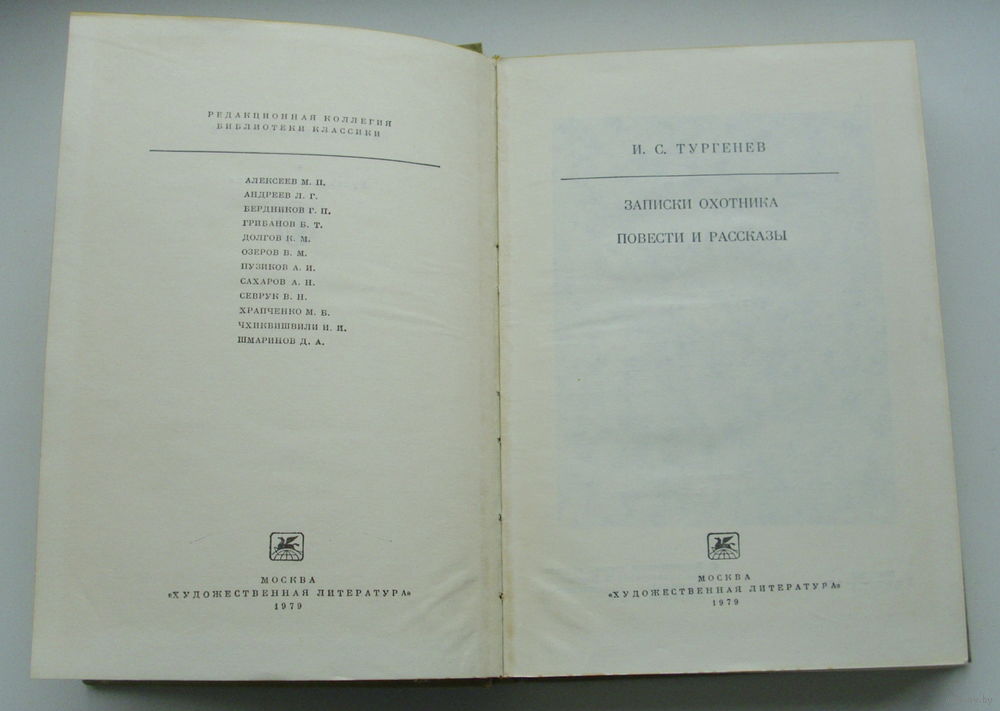 РЕДАКЦИОННАЯ КОЛЛЕГИЯ
БИБЛИОТЕКИ КЛАССИКИ
АЛЕКСЕЕВ М. П.
АНДРЕЕВ Л. Г.
БЕРДНИКОВ Г. П.
ГРИБАНОВ Б. Т.
ДОЛГОВ К. М.
ОЗЕРОВ В. М.
ПУЗИКОВ А. И.
САХАРОВ А. Н.
СЕВРУК В. Н.
ХРАПЧЕНКО М. Б.
ЧХИКВИШВИЛИ И. И.
ШМАРИНОВ Д. А.
МОСКВА
«ХУДОЖЕСТВЕННАЯ ЛИТЕРАТУРА»
1979
И. С. ТУРГЕНЕВ
ЗАПИСКИ ОХОТНИКА
ПОВЕСТИ И РАССКАЗЫ
МОСКВА
«ХУДОЖЕСТВЕННАЯ ЛИТЕРАТУРА»
1979